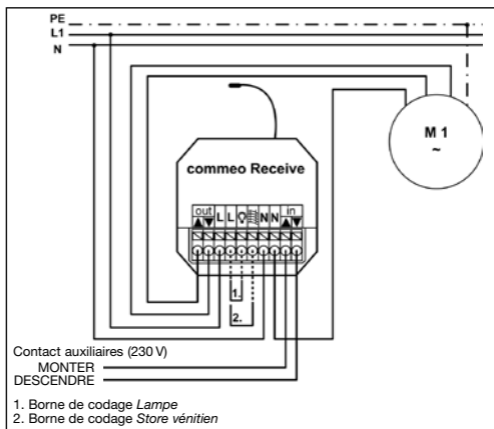 PE
L1
N
M 1
~
commeo Receive
out L L N N in
1.
2.
Contact auxiliaires (230 V)
MONTER
DESCENDRE
1. Borne de codage Lampe
2. Borne de codage Store vénitien